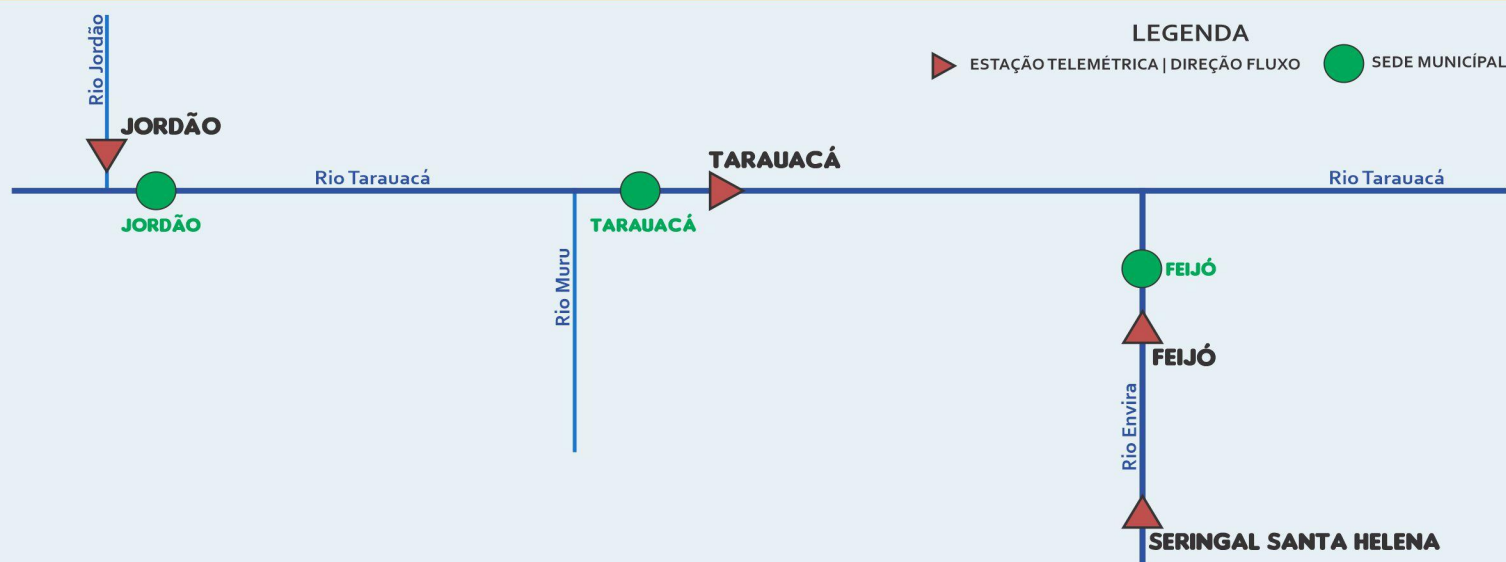 LEGENDA
ESTAÇÃO TELEMÉTRICA | DIREÇÃO FLUXO
SEDE MUNICÍPAL
Rio Jordão
JORDÃO
TARAUACÁ
Rio Tarauacá
Rio Tarauacá
JORDÃO
TARAUACÁ
Rio Muru
FEIJÓ
FEIJÓ
Rio Envira
SERINGAL SANTA HELENA